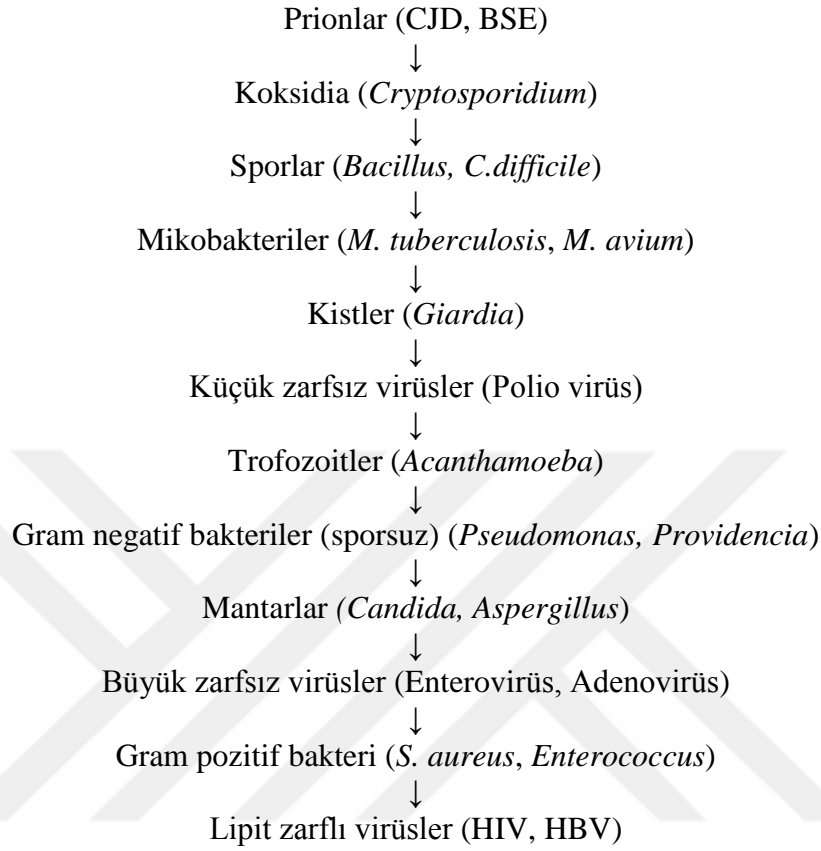 Prionlar (CJD, BSE)
↓
Koksidia (Cryptosporidium)
↓
Sporlar (Bacillus, C.difficile)
↓
Mikobakteriler (M. tuberculosis, M. avium)
↓
Kistler (Giardia)
↓
Küçük zarfsız virüsler (Polio virüs)
↓
Trofozoitler (Acanthamoeba)
↓
Gram negatif bakteriler (sporsuz) (Pseudomonas, Providencia)
↓
Mantarlar (Candida, Aspergillus)
↓
Büyük zarfsız virüsler (Enterovirüs, Adenovirüs)
↓
Gram pozitif bakteri (S. aureus, Enterococcus)
↓
Lipit zarflı virüsler (HIV, HBV)